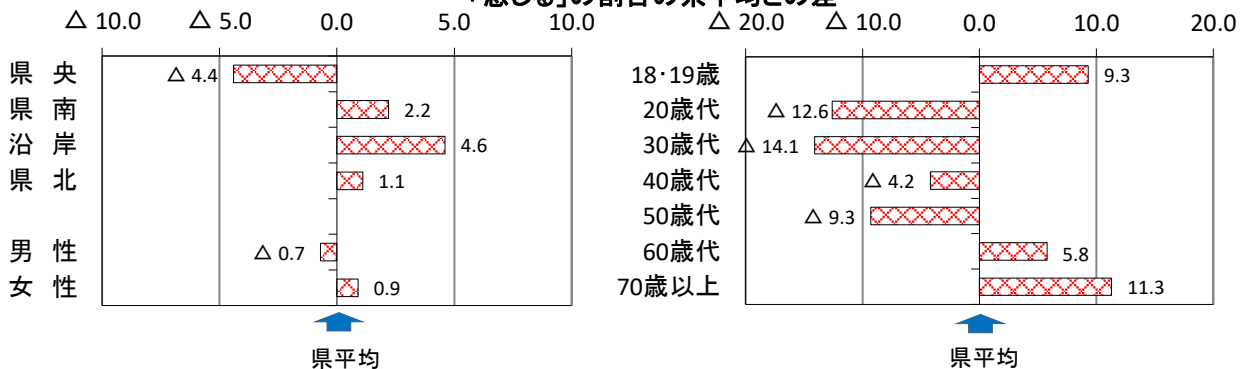 「感じる」の割合の県平均との差
△ 10.0 △ 5.0 0.0 5.0 10.0
県 央 △ 4.4
県 南 2.2
沿 岸 4.6
県 北 1.1
男 性 △ 0.7
女 性 0.9
県平均
△ 20.0 △ 10.0 0.0 10.0 20.0
18・19歳 9.3
20歳代 △ 12.6
30歳代 △ 14.1
40歳代 △ 4.2
50歳代 △ 9.3
60歳代 5.8
70歳以上 11.3
県平均